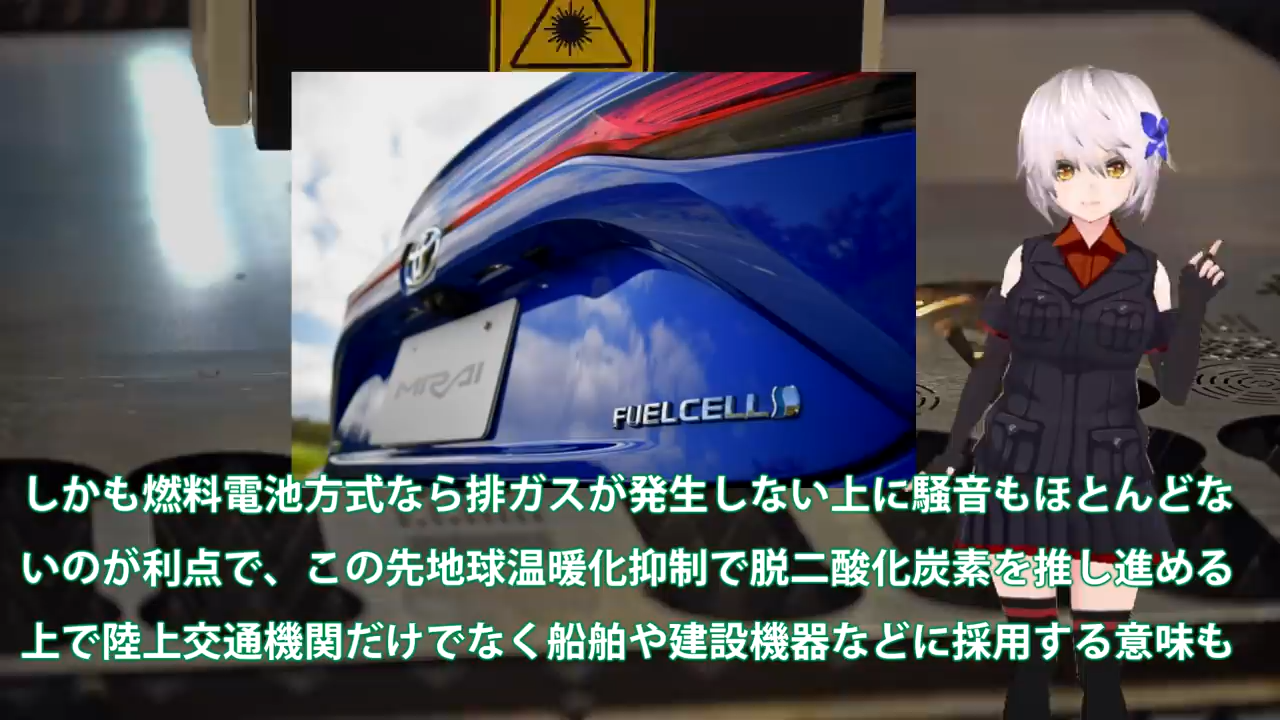 MIRAI
FUELCELL
しかも燃料電池方式なら排ガスが発生しない上に騒音もほとんどな
いのが利点で、この先地球温暖化抑制で脱二酸化炭素を推し進める
上で陸上交通機関だけでなく船舶や建設機器などに採用する意味も